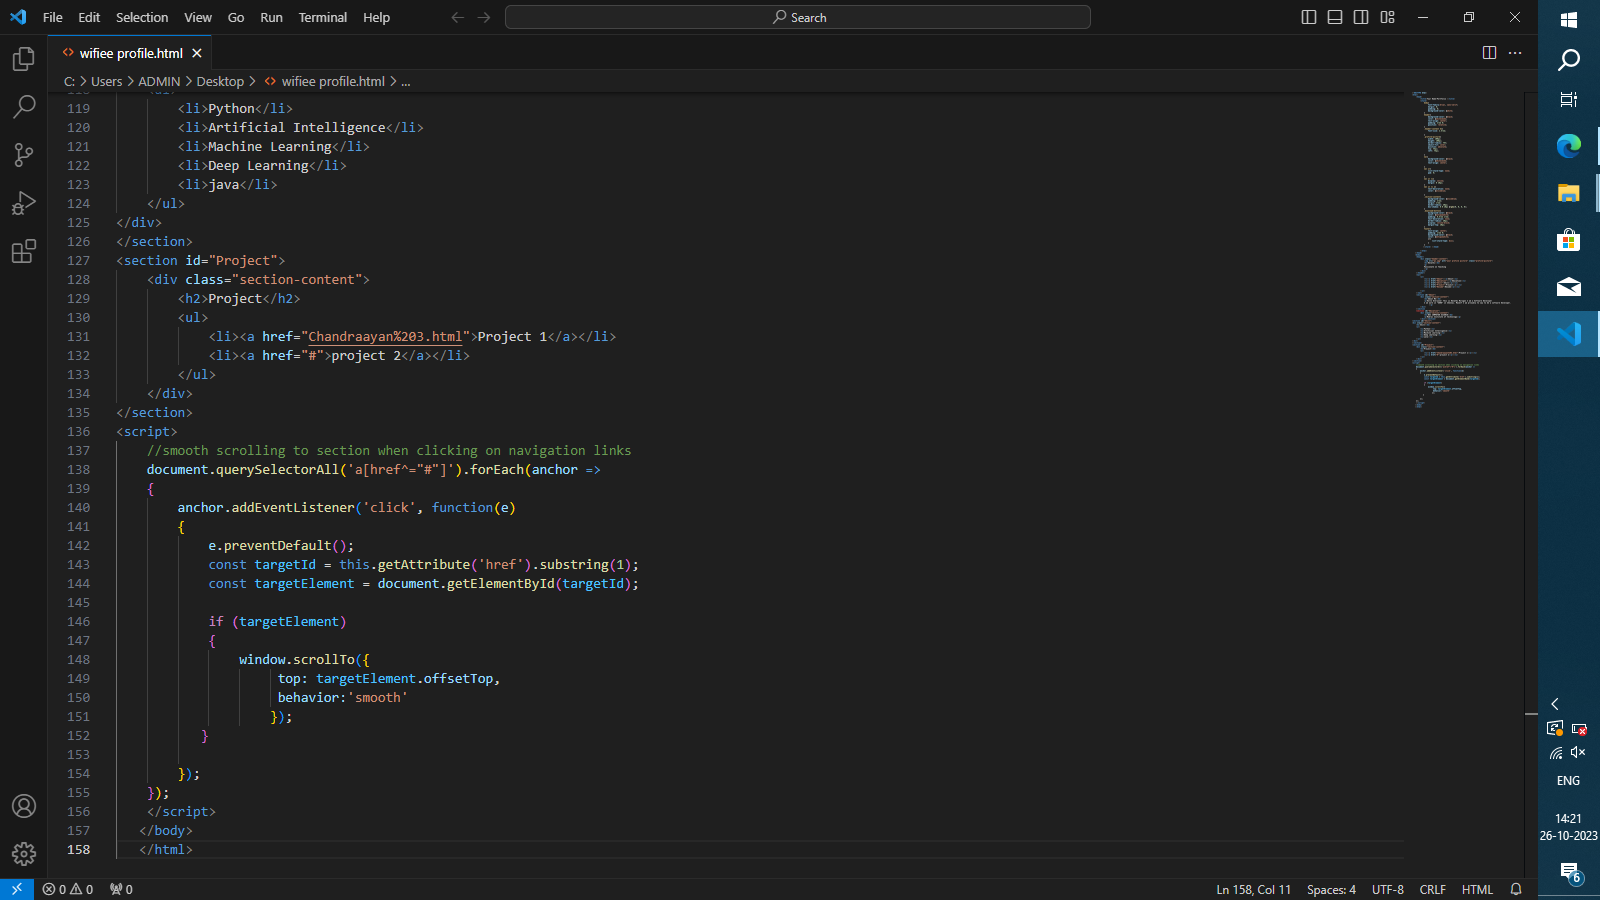 File Edit Selection View Go Run Terminal Help
Search
wifiee profile.html
C: > Users > ADMIN > Desktop > wifiee profile.html > ...
119 <li>Python</li>
120 <li>Artificial Intelligence</li>
121 <li>Machine Learning</li>
122 <li>Deep Learning</li>
123 <li>java</li>
124 </ul>
125 </div>
126 </section>
127 <section id="Project">
128 <div class="section-content">
129 <h2>Project</h2>
130 <ul>
131 <li><a href="Chandraayan%203.html">Project 1</a></li>
132 <li><a href="#">project 2</a></li>
133 </ul>
134 </div>
135 </section>
136 <script>
137 //smooth scrolling to section when clicking on navigation links
138 document.querySelectorAll('a[href^="#"]').forEach(anchor =>
139 {
140 anchor.addEventListener('click', function(e)
141 {
142 e.preventDefault();
143 const targetId = this.getAttribute('href').substring(1);
144 const targetElement = document.getElementById(targetId);
145
146 if (targetElement)
147 {
148 window.scrollTo({
149 top: targetElement.offsetTop,
150 behavior:'smooth'
151 });
152 }
153
154 });
155 });
156 </script>
157 </body>
158 </html>
0 0 0
Ln 158, Col 11 Spaces: 4 UTF-8 CRLF HTML
ENG
14:21
26-10-2023
6